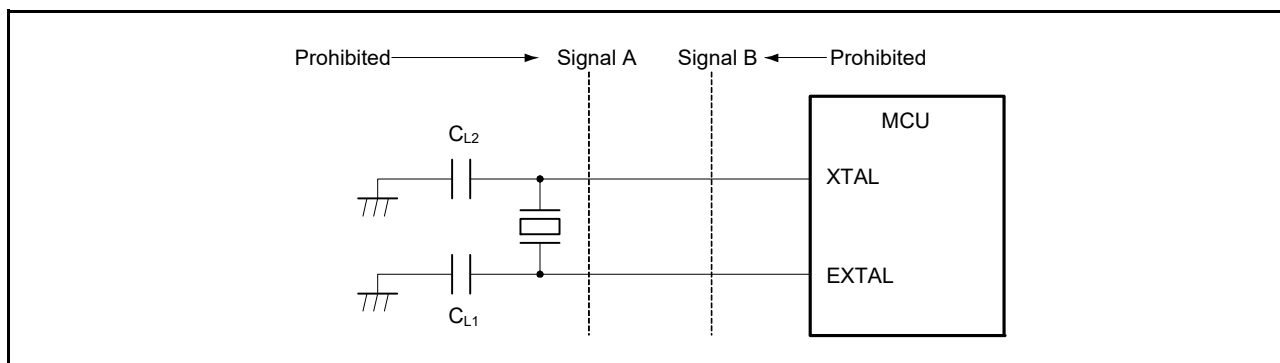 Prohibited Signal A Signal B Prohibited
MCU
CL2
XTAL
EXTAL
CL1